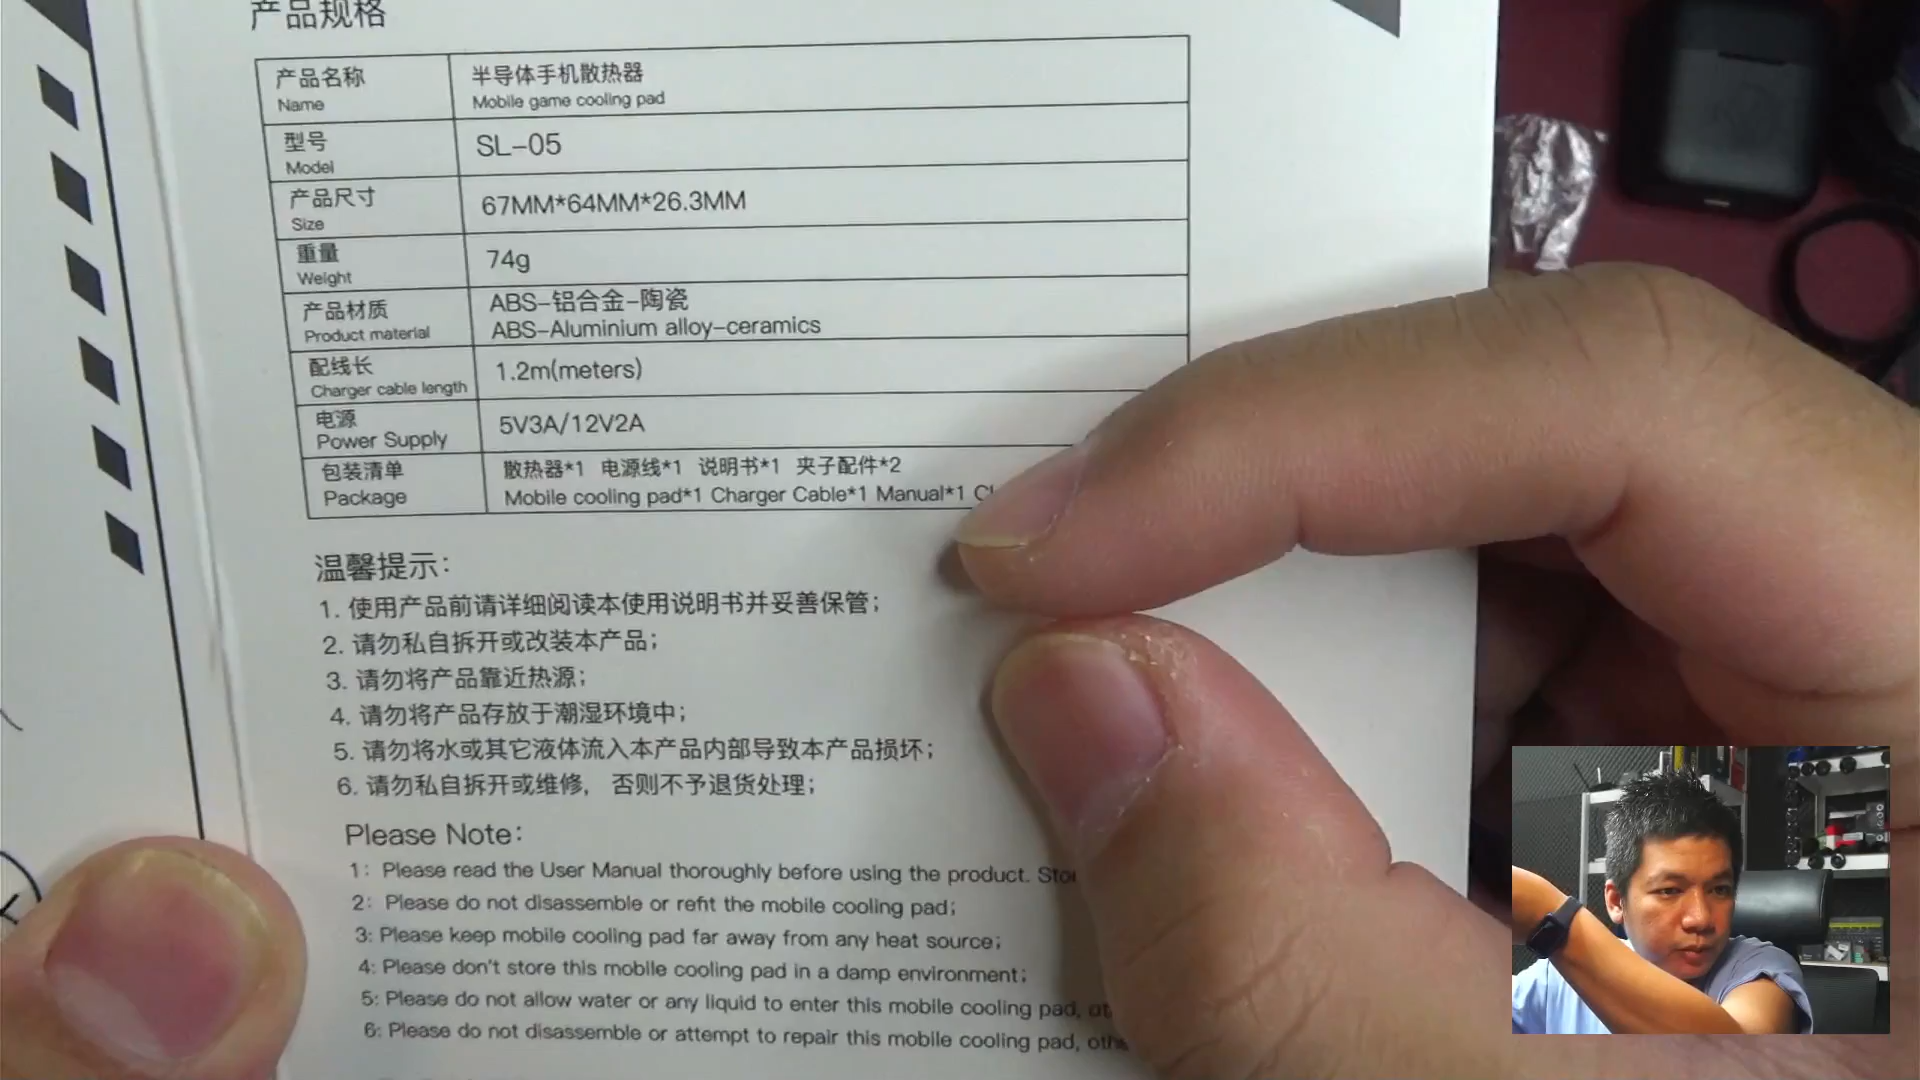 产品规格
产品名称
Name
半导体手机散热器
Mobile game cooling pad
型号
Model
SL-05
产品尺寸
Size
67MM*64MM*26.3MM
重量
Weight
74g
产品材质
Product material
ABS-铝合金-陶瓷
ABS-Aluminium alloy-ceramics
配线长
Charger cable length
1.2m(meters)
电源
Power Supply
5V3A/12V2A
包装清单
Package
散热器*1 电源线*1 说明书*1 夹子配件*2
Mobile cooling pad*1 Charger Cable*1 Manual*1
温馨提示:
1. 使用产品前请详细阅读本使用说明书并妥善保管;
2. 请勿私自拆开或改装本产品;
3. 请勿将产品靠近热源;
4. 请勿将产品存放于潮湿环境中;
5. 请勿将水或其它液体流入本产品内部导致本产品损坏;
6. 请勿私自拆开或维修, 否则不予退货处理;
Please Note:
1: Please read the User Manual thoroughly before using the product.
2: Please do not disassemble or refit the mobile cooling pad;
3: Please keep mobile cooling pad far away from any heat source;
4: Please don't store this mobile cooling pad in a damp environment;
5: Please do not allow water or any liquid to enter this mobile cooling pad,
6: Please do not disassemble or attempt to repair this mobile cooling pad,